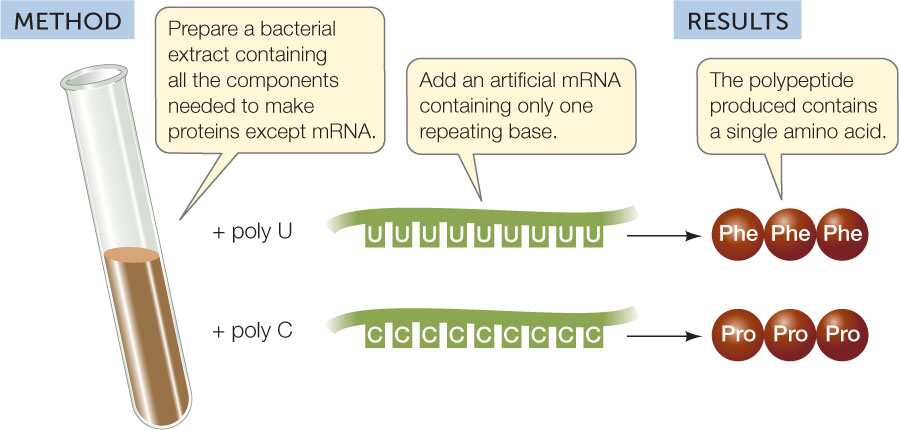 METHOD
Prepare a bacterial
extract containing
all the components
needed to make
proteins except mRNA.
Add an artificial mRNA
containing only one
repeating base.
RESULTS
The polypeptide
produced contains
a single amino acid.
+ poly U
U U U U U U U U U
Phe Phe Phe
+ poly C
C C C C C C C C C
Pro Pro Pro